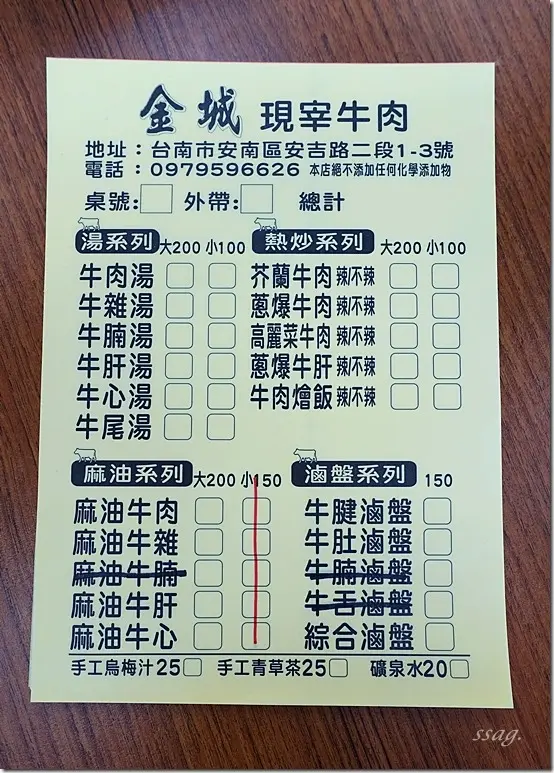 金城 現宰牛肉
地址：台南市安南區安吉路二段1-3號
電話：0979596626 本店絕不添加任何化學添加物
桌號： 外帶： 總計
湯系列 大200 小100
牛肉湯
牛雜湯
牛腩湯
牛肝湯
牛心湯
牛尾湯
熱炒系列 大200 小100
芥蘭牛肉 辣/不辣
蔥爆牛肉 辣/不辣
高麗菜牛肉 辣/不辣
蔥爆牛肝 辣/不辣
牛肉燴飯 辣/不辣
麻油系列 大200 小150
麻油牛肉
麻油牛雜
麻油牛腩
麻油牛肝
麻油牛心
滷盤系列 150
牛腱滷盤
牛肚滷盤
牛腩滷盤
牛舌滷盤
綜合滷盤
手工烏梅汁25 手工青草茶25 礦泉水20
ssag.